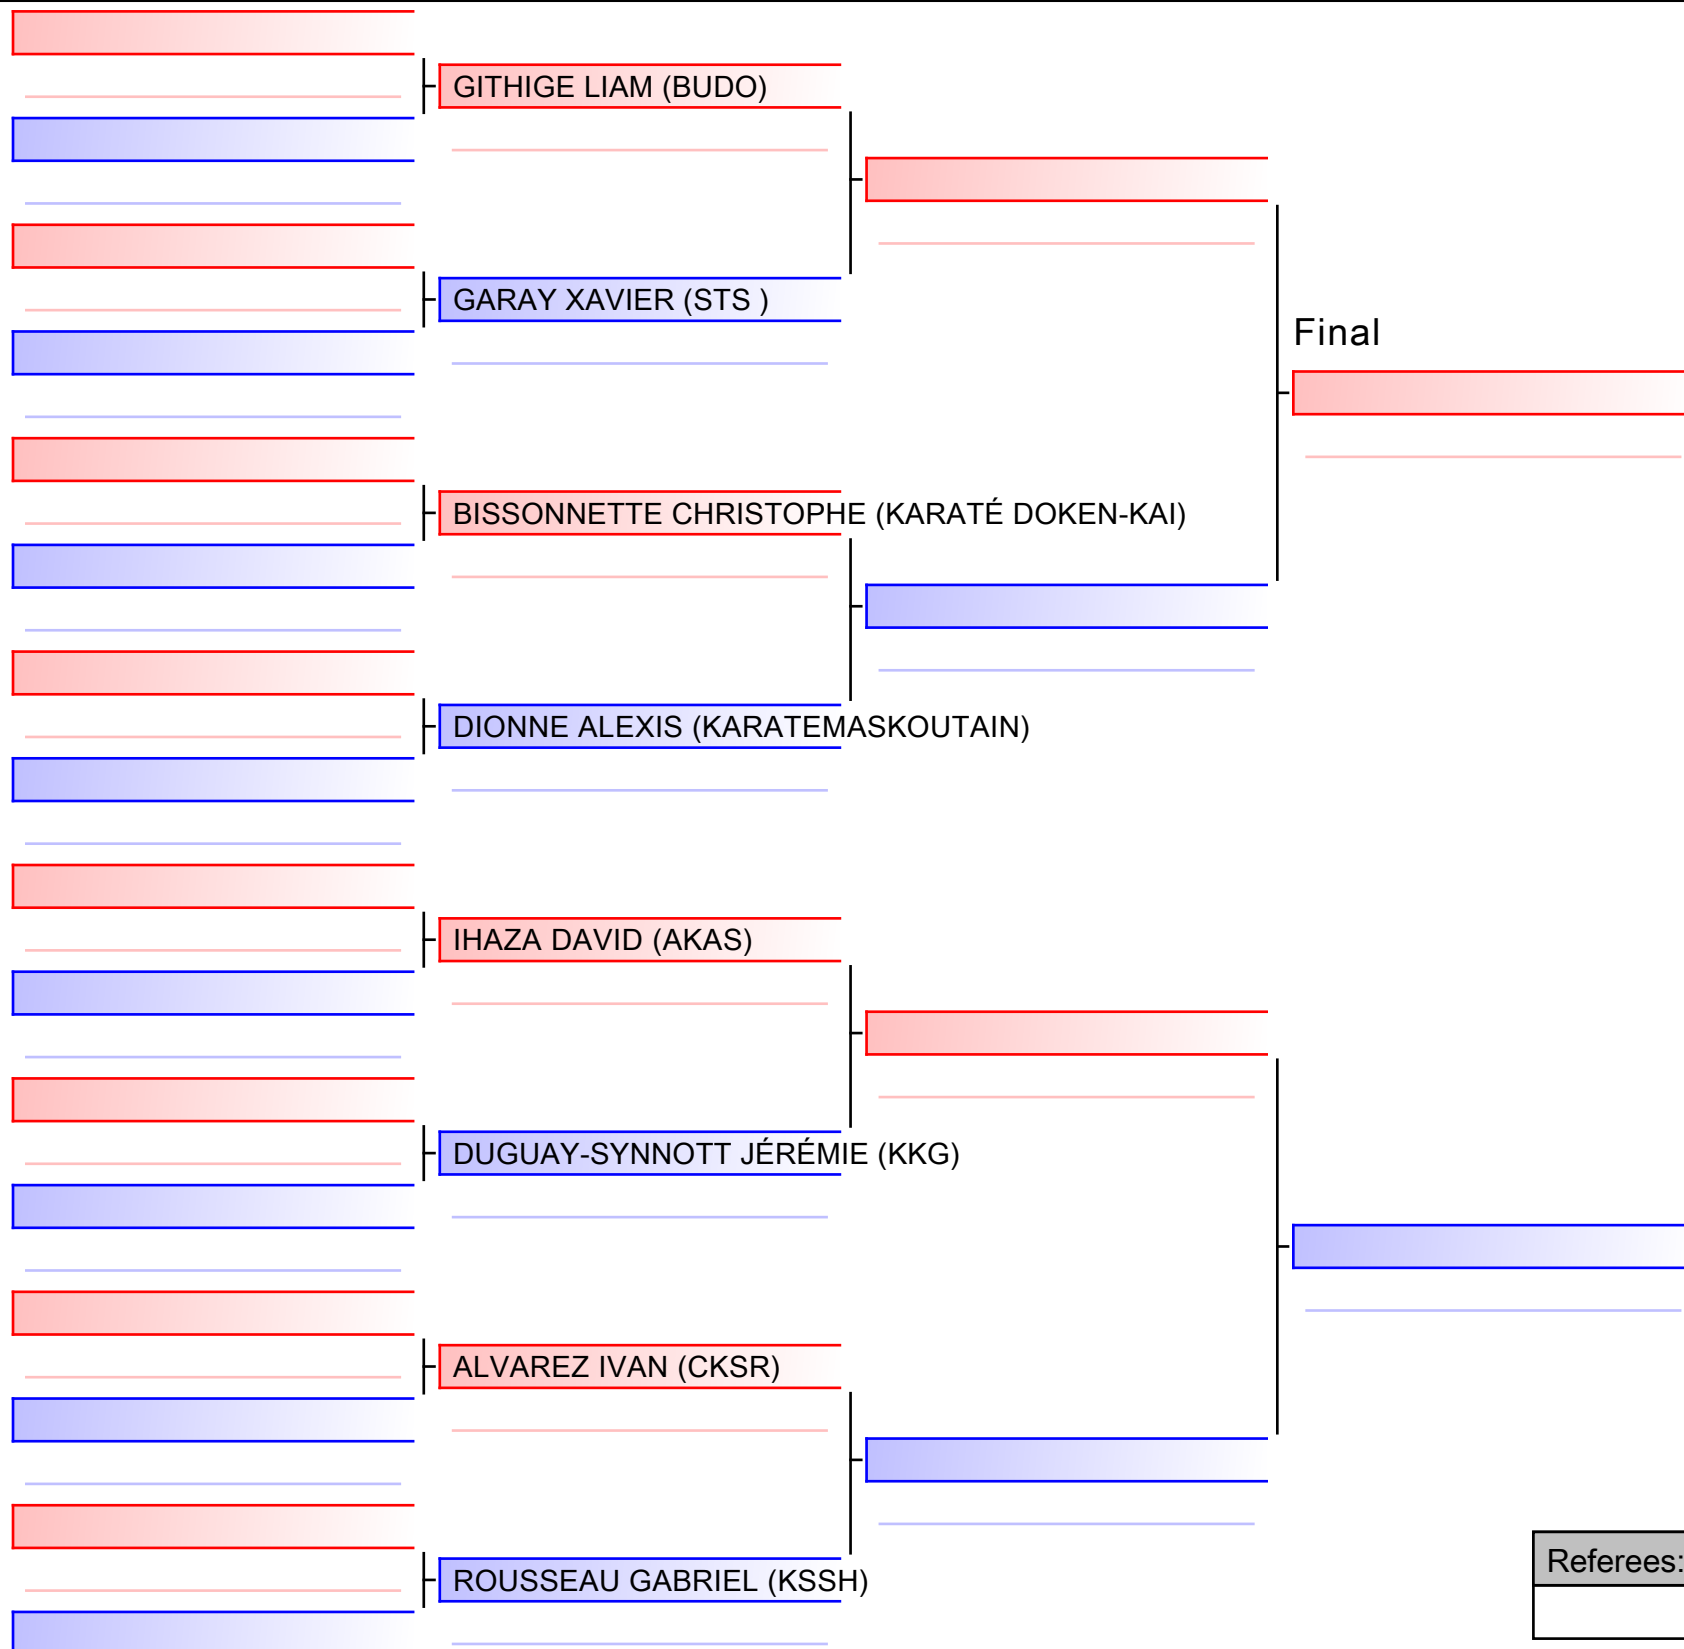 GITHIGE LIAM (BUDO)
GARAY XAVIER (STS )
Final
BISSONNETTE CHRISTOPHE (KARATÉ DOKEN-KAI)
DIONNE ALEXIS (KARATEMASKOUTAIN)
IHAZA DAVID (AKAS)
DUGUAY-SYNNOTT JÉRÉMIE (KKG)
ALVAREZ IVAN (CKSR)
ROUSSEAU GABRIEL (KSSH)
Referees: